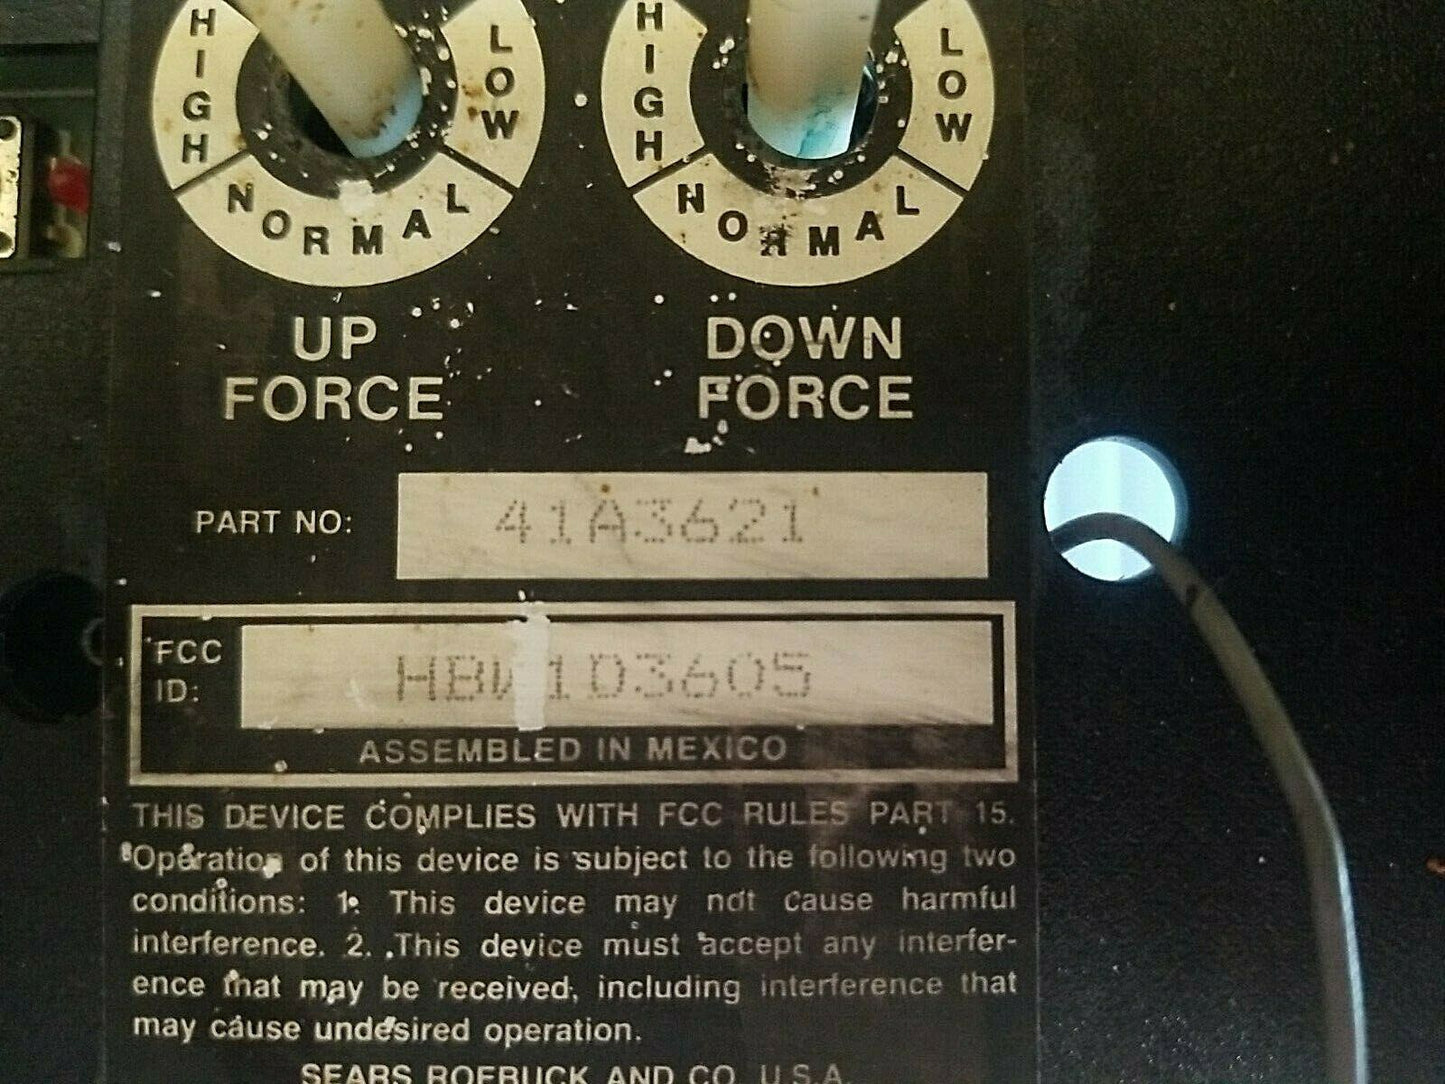 HIGH NORMAL LOW
HIGH NORMAL LOW
UP FORCE
DOWN FORCE
PART NO: 41A3621
FCC ID: HBW1D3605
ASSEMBLED IN MEXICO
THIS DEVICE COMPLIES WITH FCC RULES PART 15.
Operation of this device is subject to the following two
conditions: 1. This device may not cause harmful
interference. 2. This device must accept any interfer-
ence that may be received, including interference that
may cause undesired operation.
SEARS ROEBUCK AND CO. U.S.A.